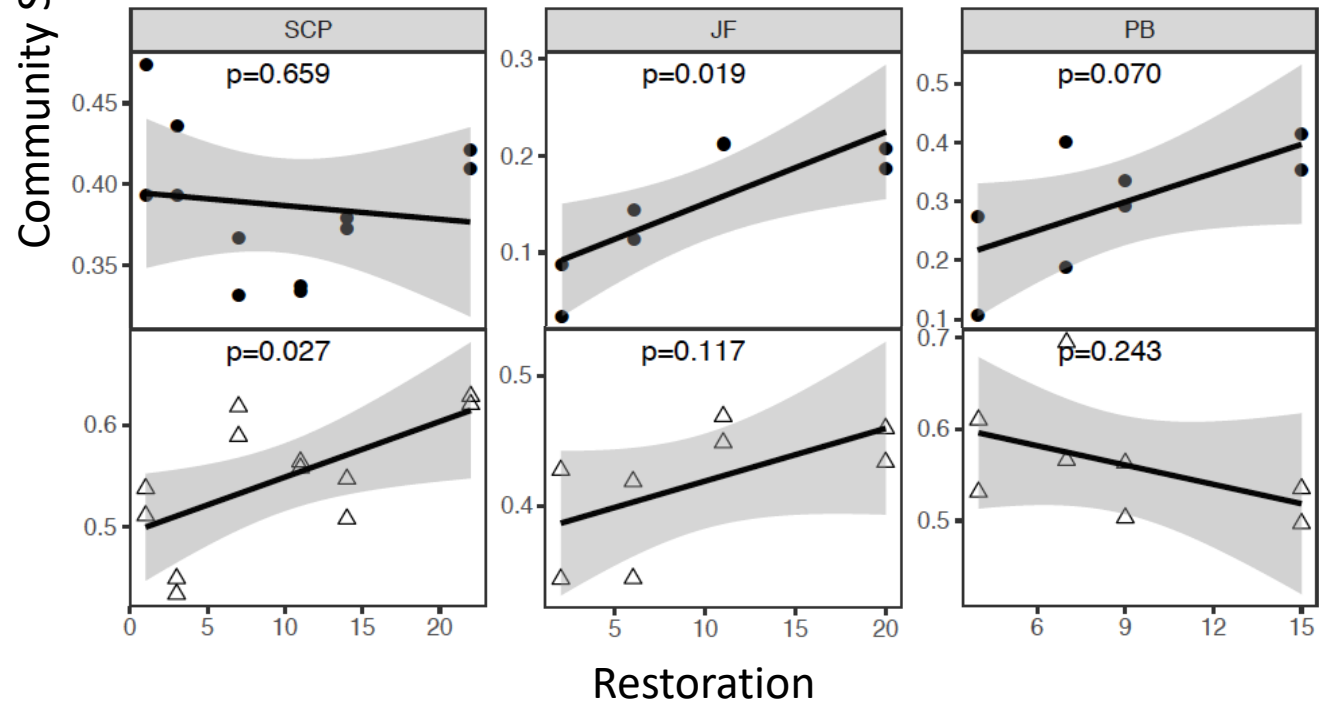 Community S
SCP JF PB
p=0.659 p=0.019 p=0.070
0.45 0.40 0.35
0.3 0.2 0.1
0.5 0.4 0.3 0.2 0.1
p=0.027 p=0.117 p=0.243
0.6 0.5
0.5 0.4
0.7 0.6 0.5
0 5 10 15 20 5 10 15 20 6 9 12 15
Restoration